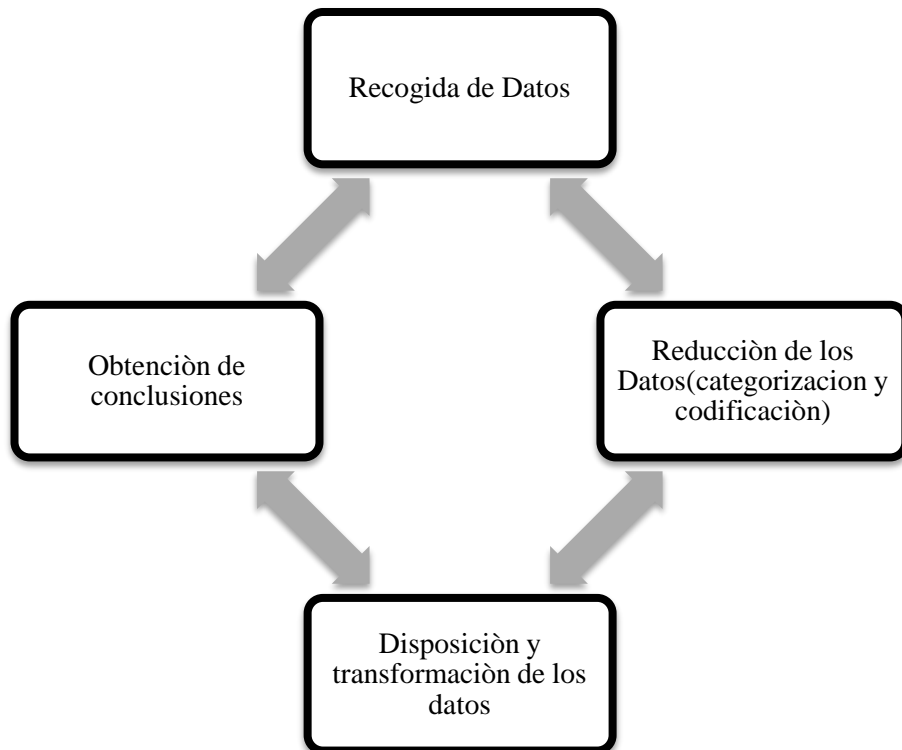 Recogida de Datos
Obtenciòn de
conclusiones
Reducciòn de los
Datos(categorizacion y
codificaciòn)
Disposiciòn y
transformaciòn de los
datos